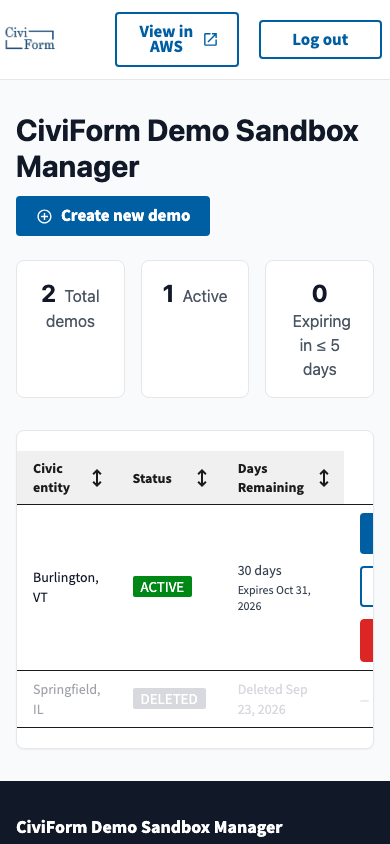 Civi
Form
View in
AWS
Log out
CiviForm Demo Sandbox
Manager
Create new demo
2 Total
demos
1 Active
0
Expiring
in ≤ 5
days
Civic
entity
Status
Days
Remaining
Burlington,
VT
ACTIVE
30 days
Expires Oct 31,
2026
Springfield,
IL
DELETED
Deleted Sep
23, 2026
–
CiviForm Demo Sandbox Manager